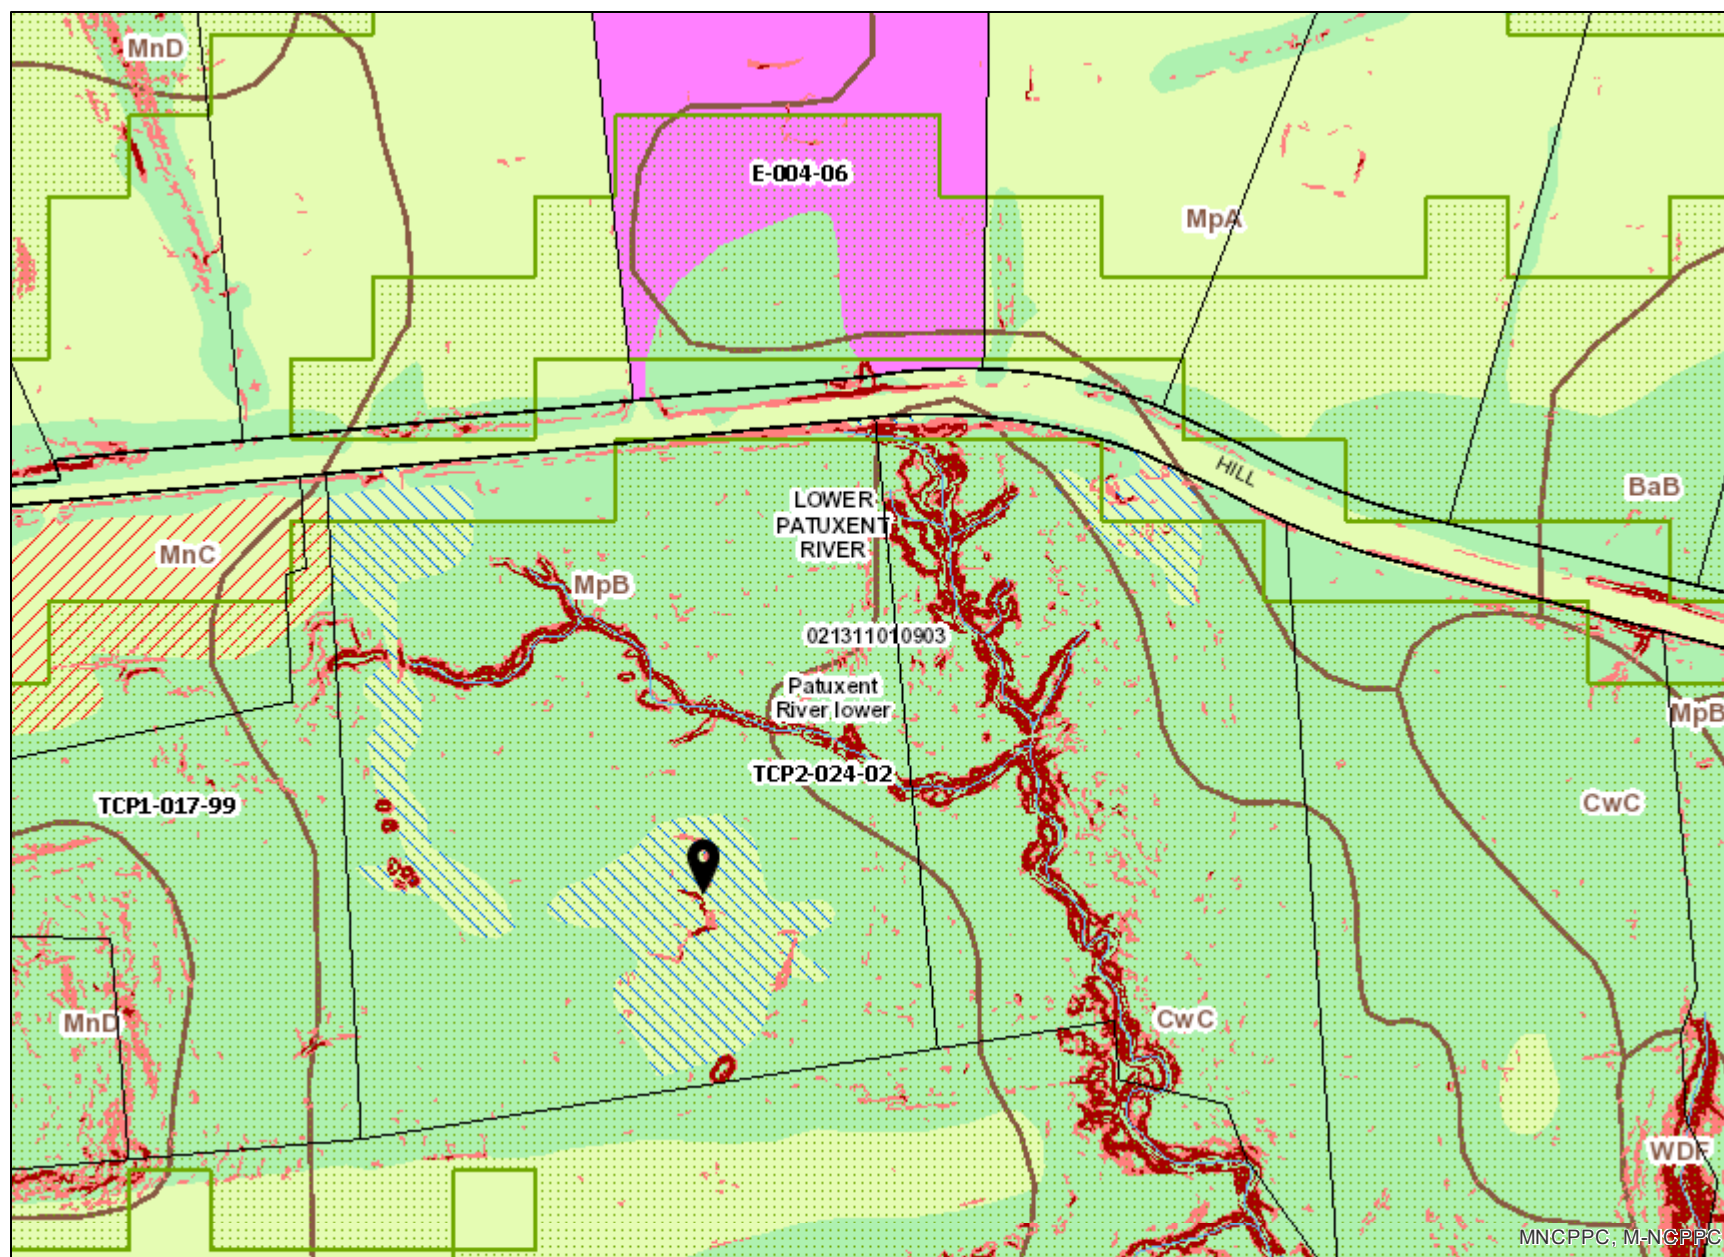 MnD
E-004-06
MpA
HILL
BaB
LOWER
PATUXENT
RIVER
MnC
MpB
021311010903
Patuxent
River lower
MpB
TCP2-024-02
CwC
TCP1-017-99
MnD
CwC
WDF
MNCPPC, M-NCPPC